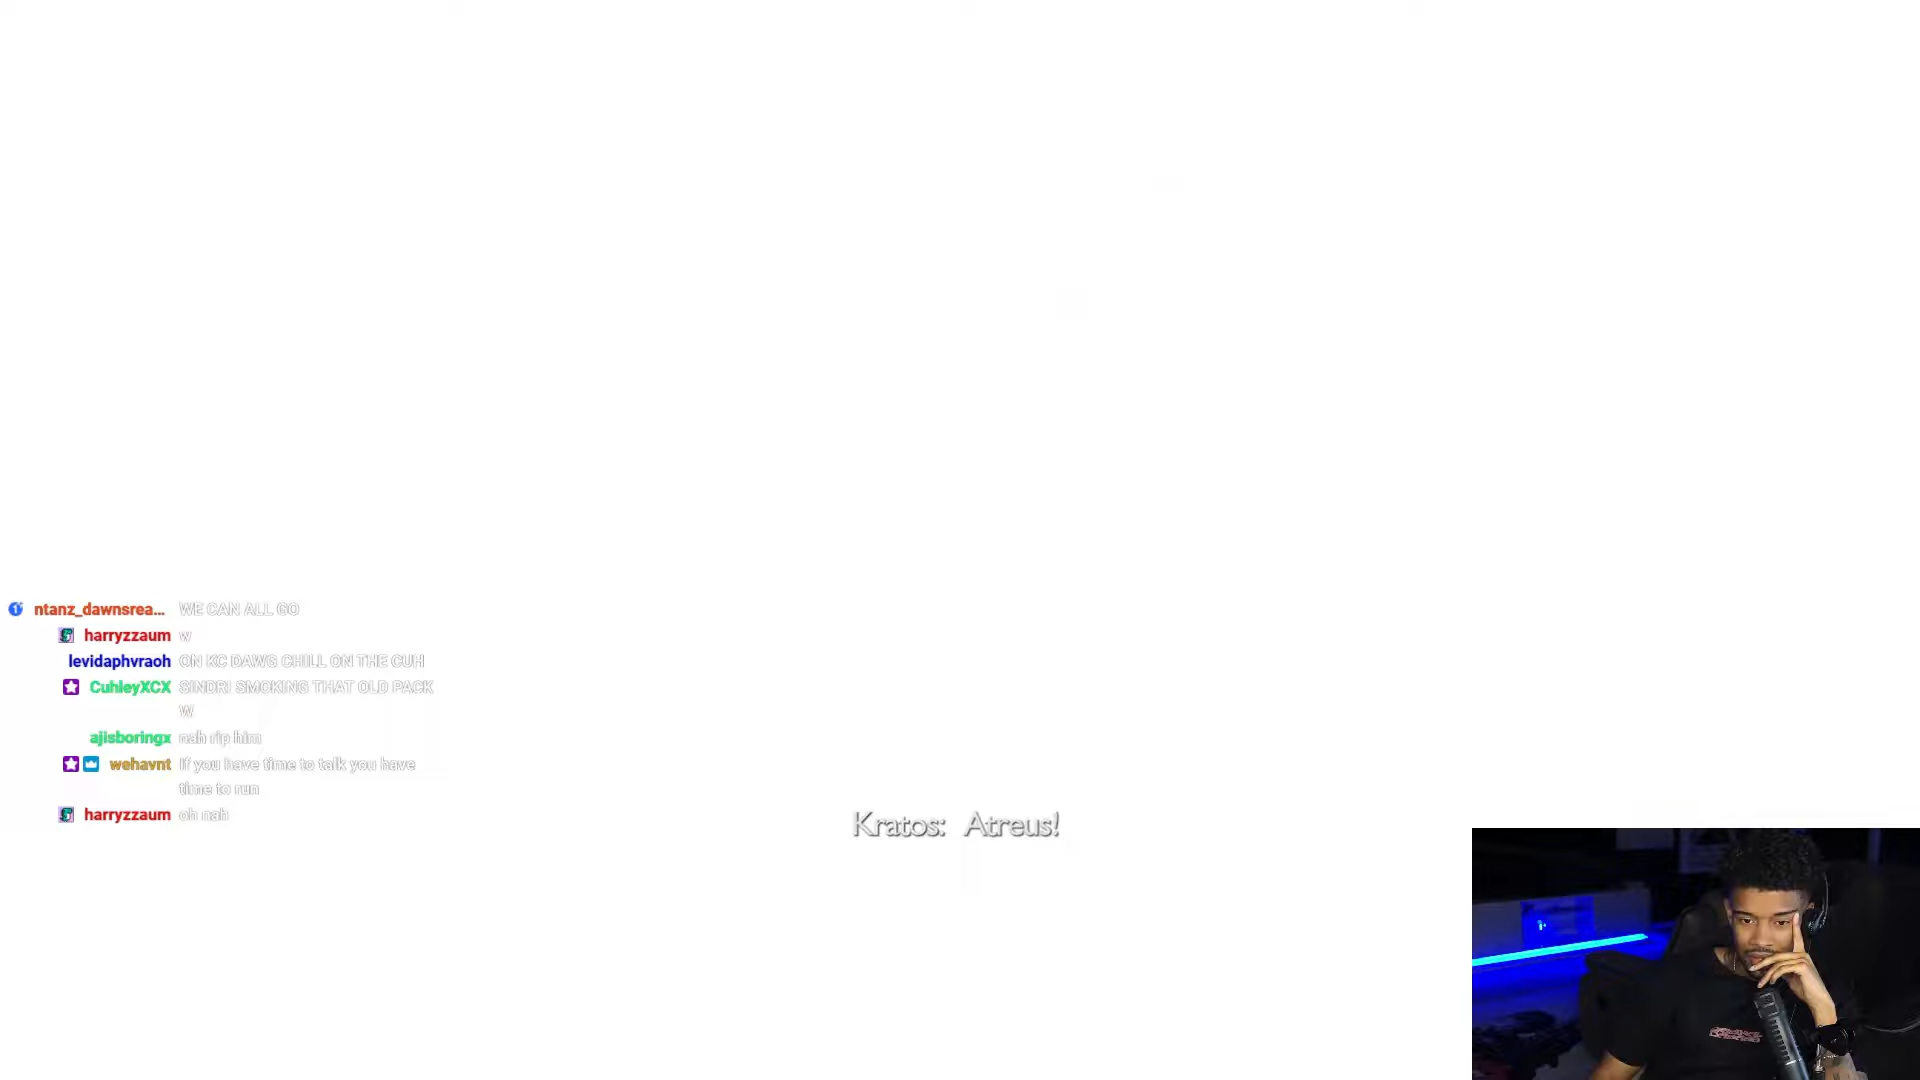 ntanz_dawnsrea... WE CAN ALL GO
harryzzaum w
levidaphvraoh ON KC DAWG CHILL ON THE CUH
CuhleyXCX SINDRI SMOKING THAT OLD PACK
W
ajisboringx nah rip him
wehavnt If you have time to talk you have
time to run
harryzzaum oh nah
Kratos: Atreus!